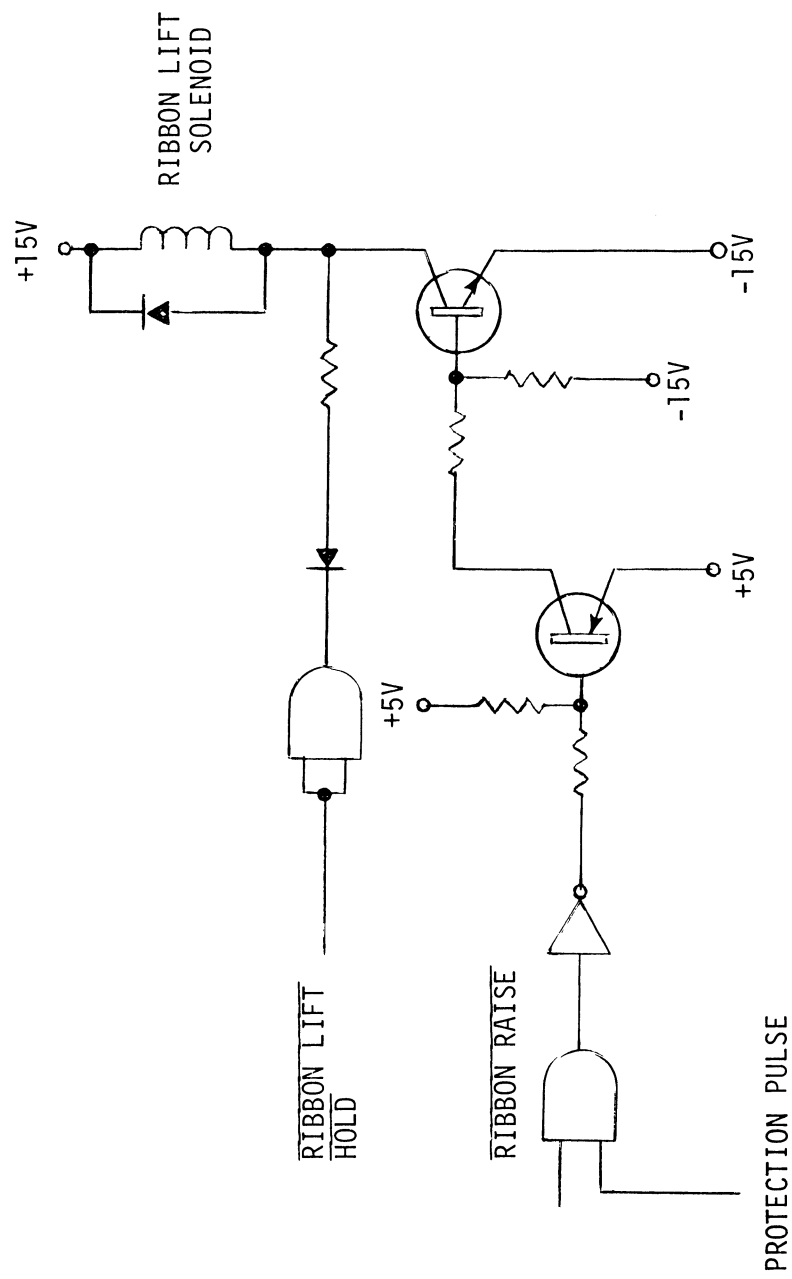 +15V
RIBBON LIFT
SOLENOID
RIBBON LIFT
HOLD
+5V
RIBBON RAISE
-15V
-15V
+5V
PROTECTION PULSE